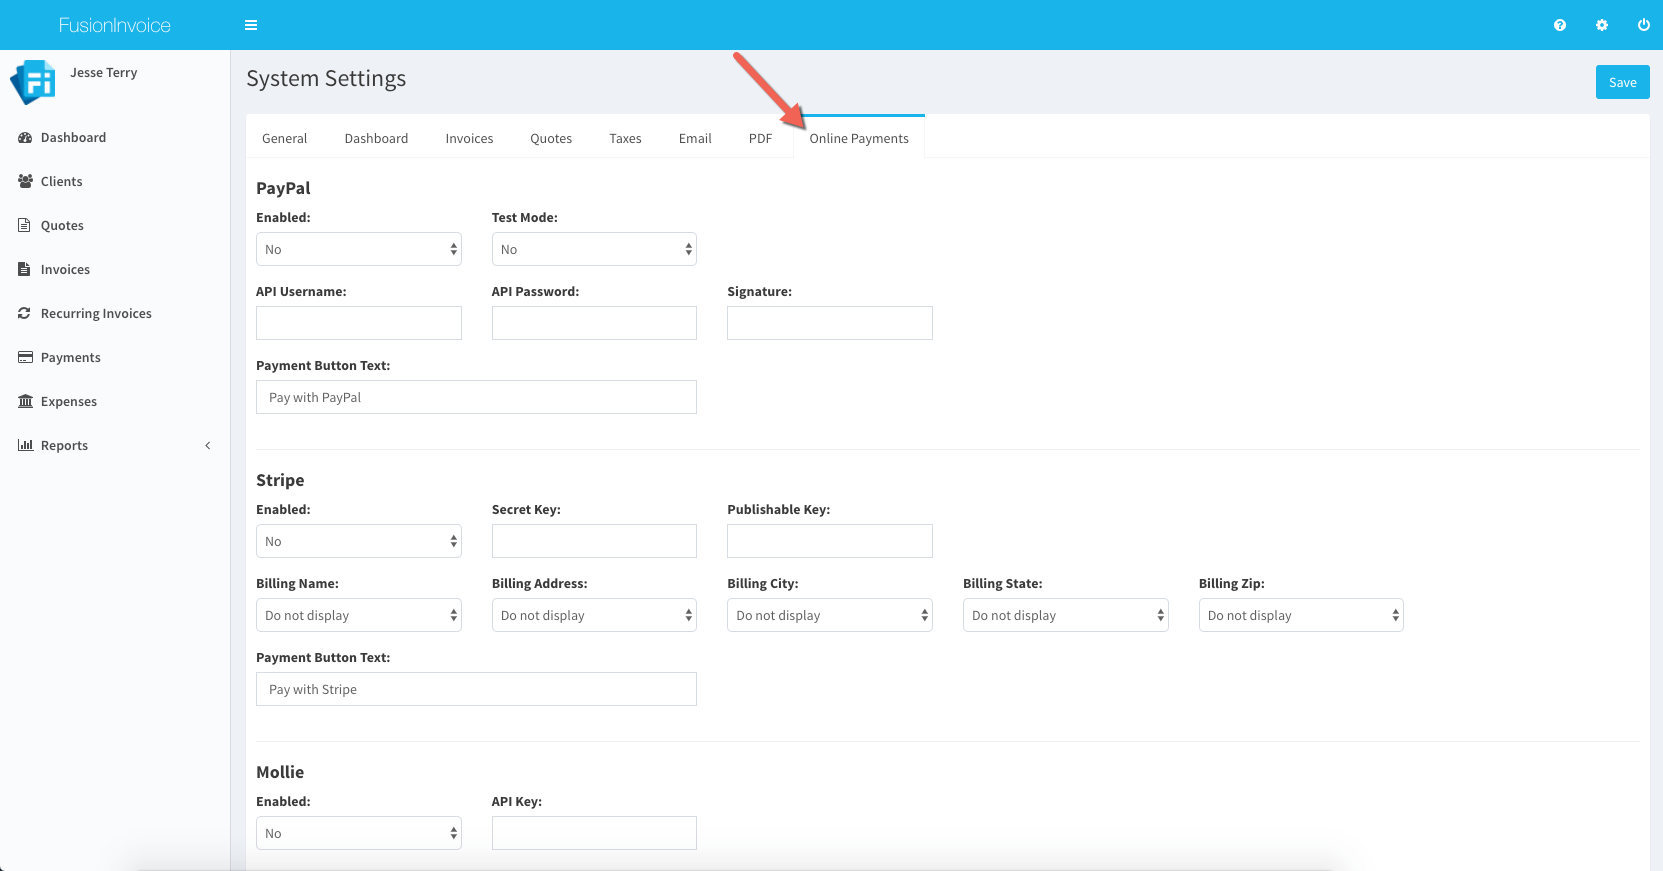 FusionInvoice
Jesse Terry
System Settings
Save
Dashboard
Clients
Quotes
Invoices
Recurring Invoices
Payments
Expenses
Reports
General Dashboard Invoices Quotes Taxes Email PDF Online Payments
PayPal
Enabled: Test Mode:
No No
API Username: API Password: Signature:
Payment Button Text:
Pay with PayPal
Stripe
Enabled: Secret Key: Publishable Key:
No
Billing Name: Billing Address: Billing City: Billing State: Billing Zip:
Do not display Do not display Do not display Do not display Do not display
Payment Button Text:
Pay with Stripe
Mollie
Enabled: API Key:
No